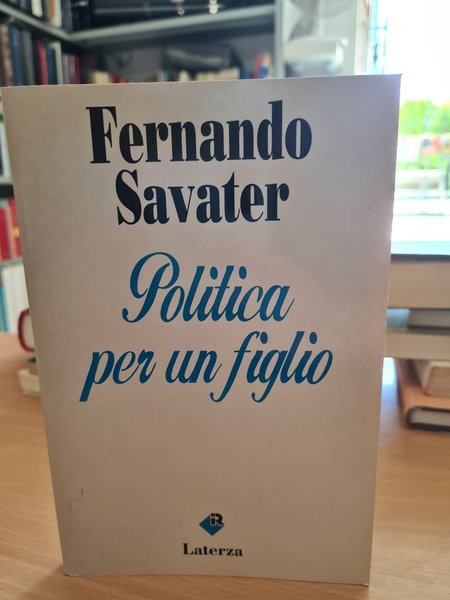 Fernando
Savater
Politica
per un figlio
Laterza